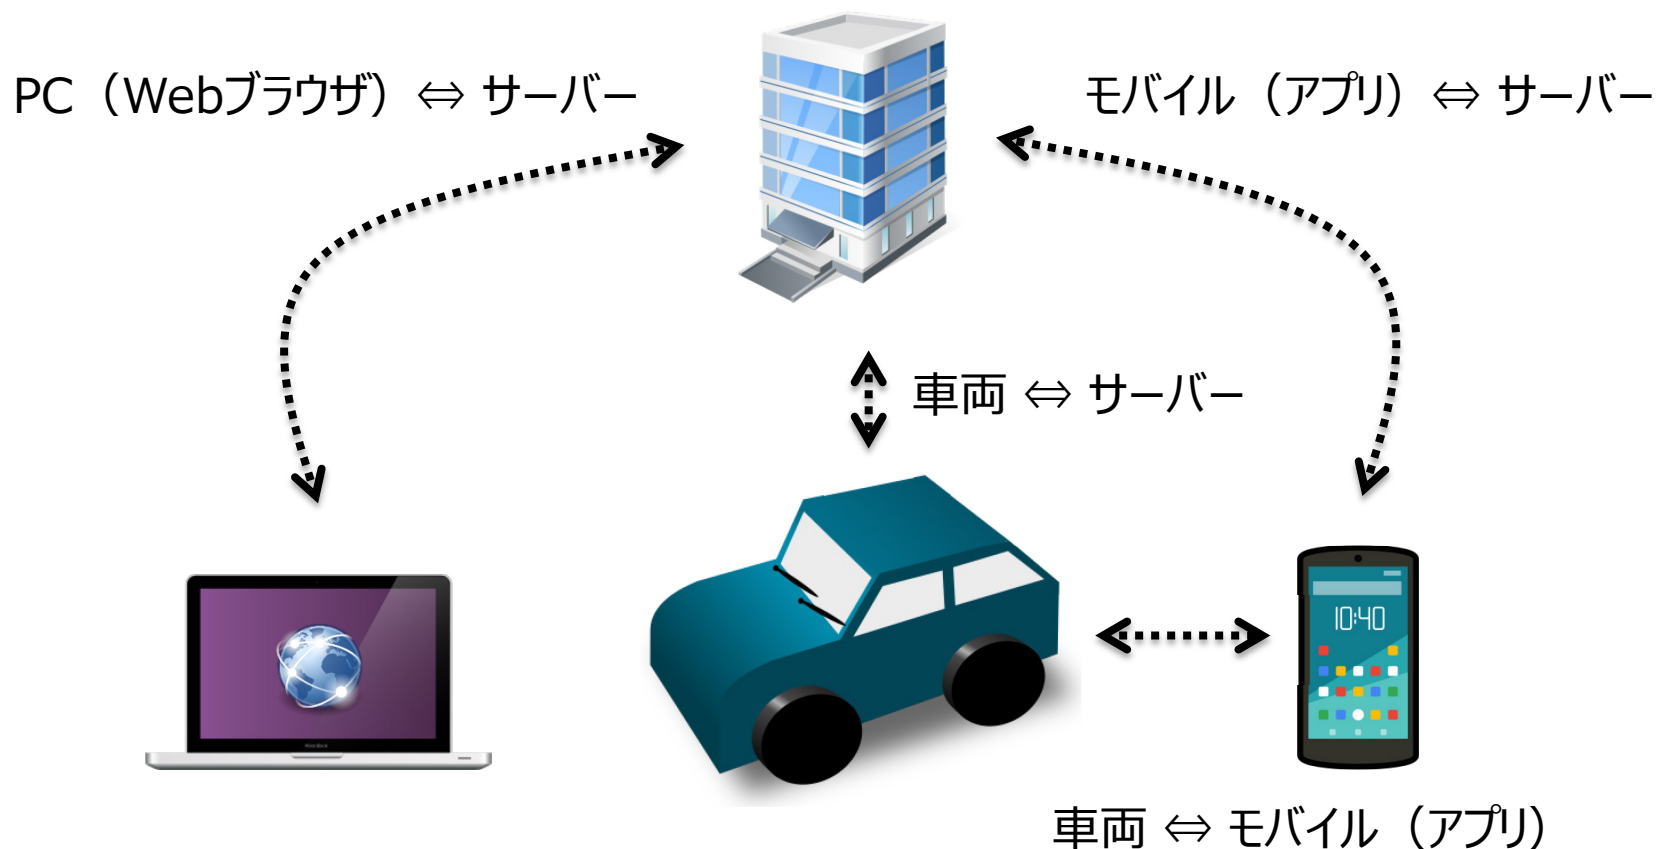 PC（Webブラウザ）⇔ サーバー
モバイル（アプリ）⇔ サーバー
車両 ⇔ サーバー
10:40
車両 ⇔ モバイル（アプリ）